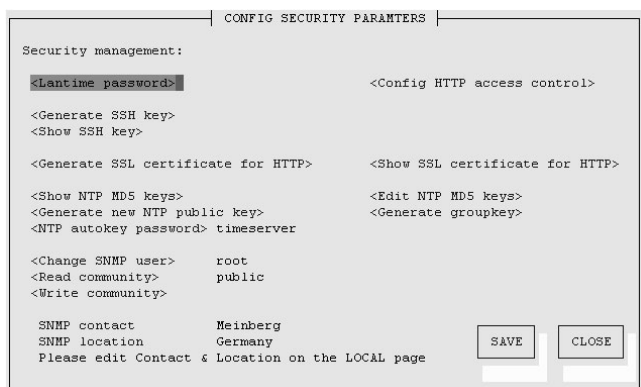 CONFIG SECURITY PARAMTERS
Security management:
<Lantime password> <Config HTTP access control>
<Generate SSH key>
<Show SSH key>
<Generate SSL certificate for HTTP> <Show SSL certificate for HTTP>
<Show NTP MD5 keys> <Edit NTP MD5 keys>
<Generate new NTP public key> <Generate groupkey>
<NTP autokey password> timeserver
<Change SNMP user> root
<Read community> public
<Write community>
SNMP contact Meinberg
SNMP location Germany
Please edit Contact & Location on the LOCAL page
SAVE CLOSE